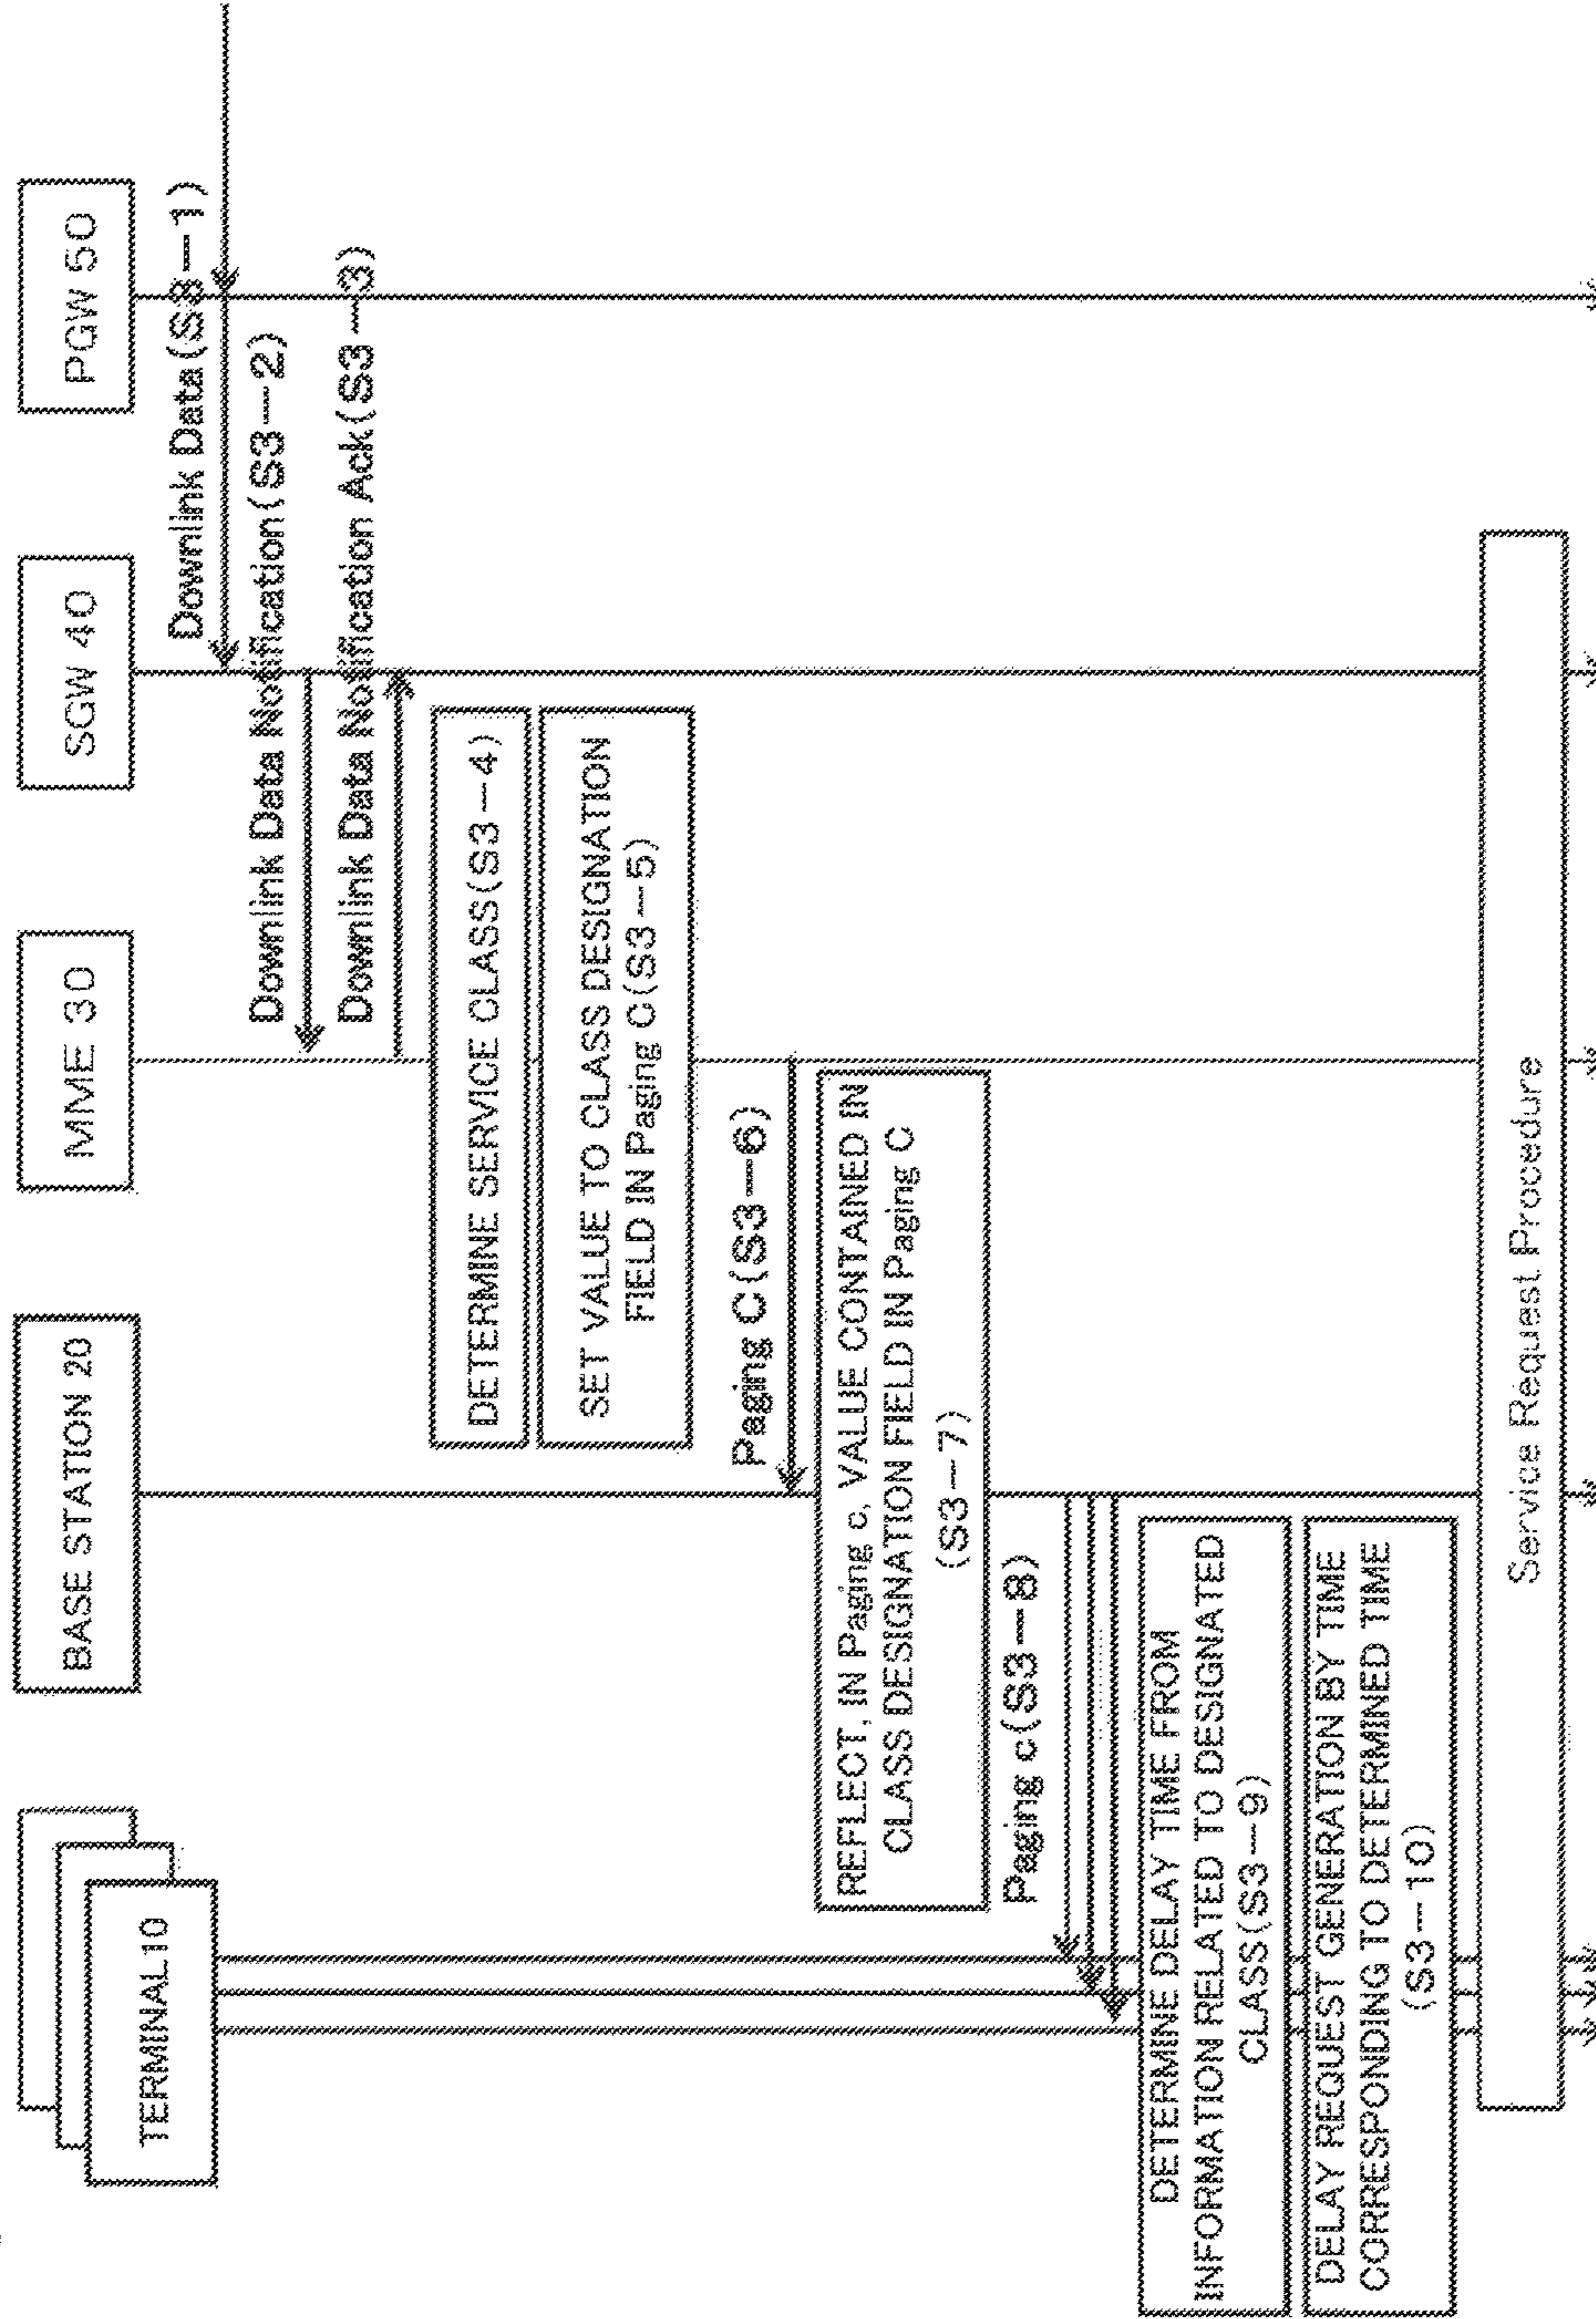 TERMINAL10
BASE STATION 20
MME 30
SGW 40
PGW 50
Downlink Data(S3-1)
Downlink Data Notification(S3-2)
Downlink Data Notification Ack(S3-3)
DETERMINE SERVICE CLASS(S3-4)
SET VALUE TO CLASS DESIGNATION
FIELD IN Paging C(S3-5)
Paging C(S3-6)
REFLECT, IN Paging c, VALUE CONTAINED IN
CLASS DESIGNATION FIELD IN Paging C
(S3-7)
Paging c(S3-8)
DETERMINE DELAY TIME FROM
INFORMATION RELATED TO DESIGNATED
CLASS(S3-9)
DELAY REQUEST GENERATION BY TIME
CORRESPONDING TO DETERMINED TIME
(S3-10)
Service Request Procedure